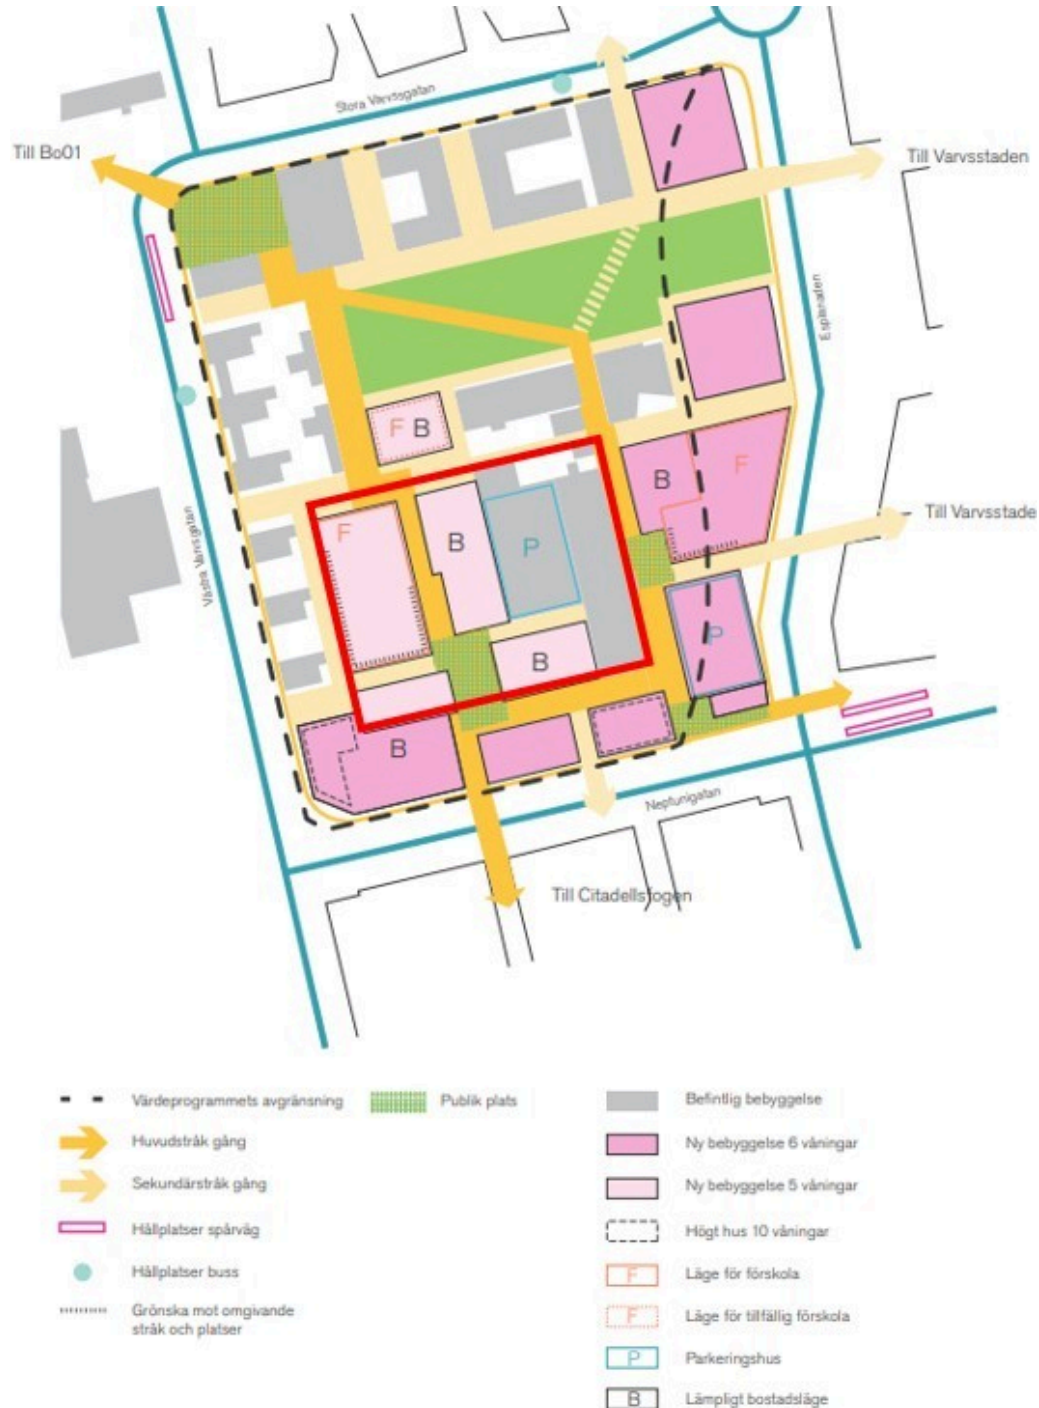 Stora Varvsgatan
Till Bo01
Till Varvsstaden
Esplanaden
F B
B
F
F
B
P
Till Varvsstade
Västra Varvsgatan
P
B
B
Neptunigatan
Till Citadellsfogen
Värdeprogrammets avgränsning
Publik plats
Befintlig bebyggelse
Huvudstråk gång
Ny bebyggelse 6 våningar
Sekundärstråk gång
Ny bebyggelse 5 våningar
Hållplatser spårväg
Högt hus 10 våningar
Hållplatser buss
F Läge för förskola
Grönska mot omgivande
stråk och platser
F Läge för tillfällig förskola
P Parkeringshus
B Lämpligt bostadsläge